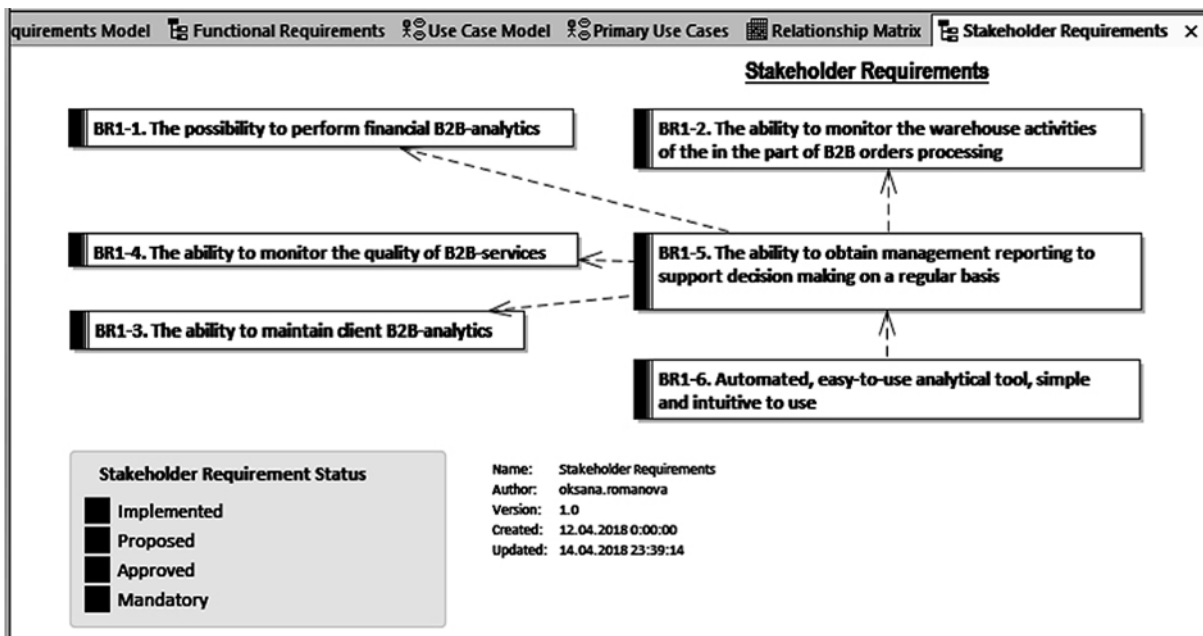 quirements Model Functional Requirements Use Case Model Primary Use Cases Relationship Matrix Stakeholder Requirements
Stakeholder Requirements
BR1-1. The possibility to perform financial B2B-analytics
BR1-2. The ability to monitor the warehouse activities
of the in the part of B2B orders processing
BR1-4. The ability to monitor the quality of B2B-services
BR1-5. The ability to obtain management reporting to
support decision making on a regular basis
BR1-3. The ability to maintain client B2B-analytics
BR1-6. Automated, easy-to-use analytical tool, simple
and intuitive to use
Stakeholder Requirement Status
Implemented
Proposed
Approved
Mandatory
Name: Stakeholder Requirements
Author: oksana.romanova
Version: 1.0
Created: 12.04.2018 0:00:00
Updated: 14.04.2018 23:39:14